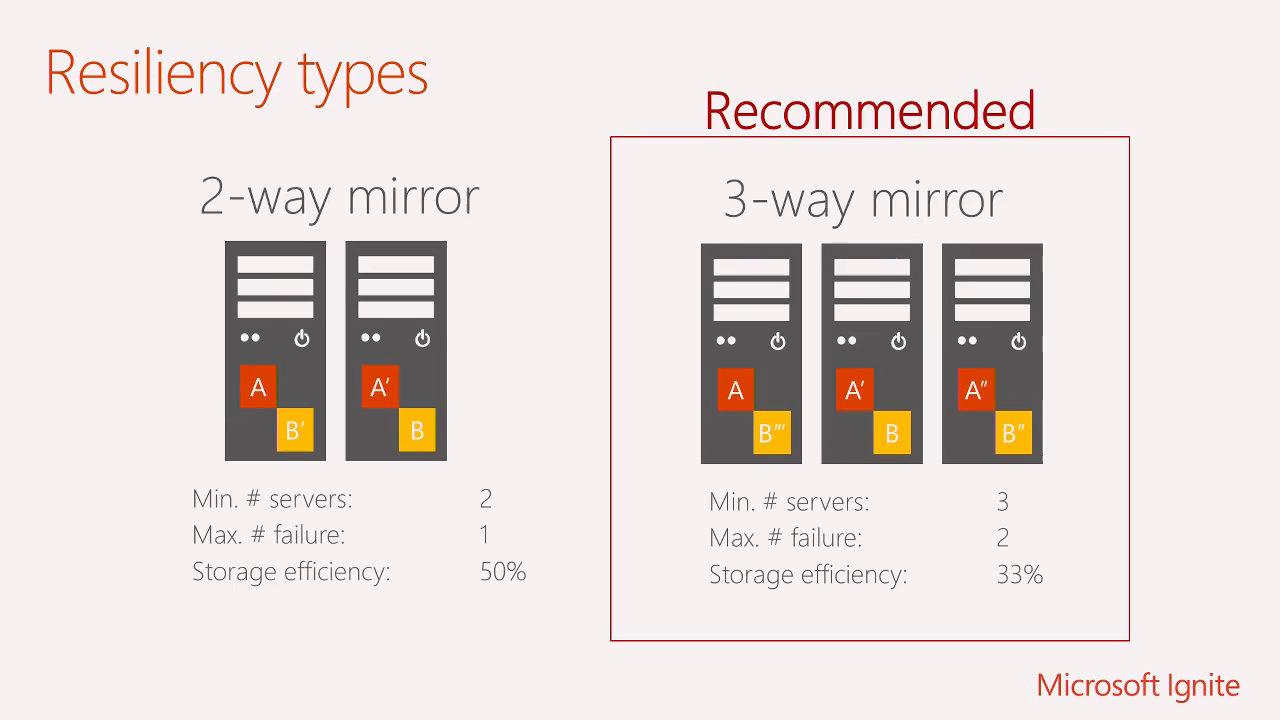 Resiliency types
Recommended
2-way mirror
A A′
B′ B
Min. # servers: 2
Max. # failure: 1
Storage efficiency: 50%
3-way mirror
A A′ A″
B‴ B B″
Min. # servers: 3
Max. # failure: 2
Storage efficiency: 33%
Microsoft Ignite